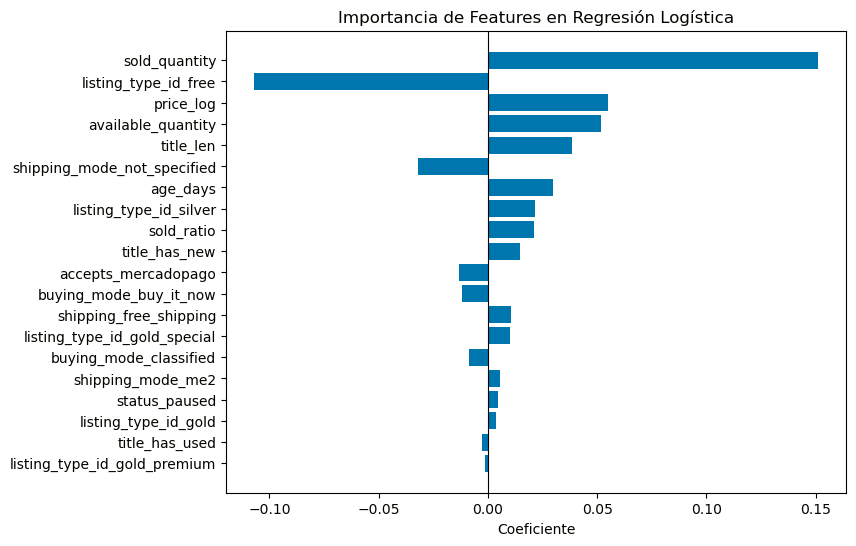 Importancia de Features en Regresión Logística
sold_quantity
listing_type_id_free
price_log
available_quantity
title_len
shipping_mode_not_specified
age_days
listing_type_id_silver
sold_ratio
title_has_new
accepts_mercadopago
buying_mode_buy_it_now
shipping_free_shipping
listing_type_id_gold_special
buying_mode_classified
shipping_mode_me2
status_paused
listing_type_id_gold
title_has_used
listing_type_id_gold_premium
−0.10 −0.05 0.00 0.05 0.10 0.15
Coeficiente